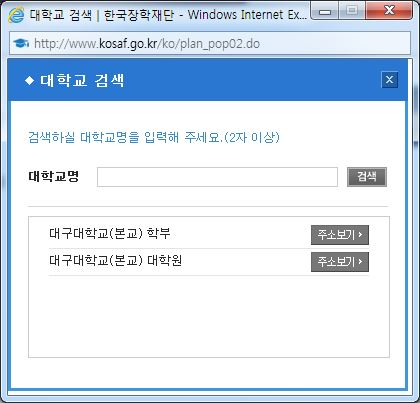 대학교 검색 | 한국장학재단 - Windows Internet Ex...
http://www.kosaf.go.kr/ko/plan_pop02.do
◆ 대학교 검색
X
검색하실 대학교명을 입력해 주세요.(2자 이상)
대학교명 검색
대구대학교(본교) 학부 주소보기 >
대구대학교(본교) 대학원 주소보기 >